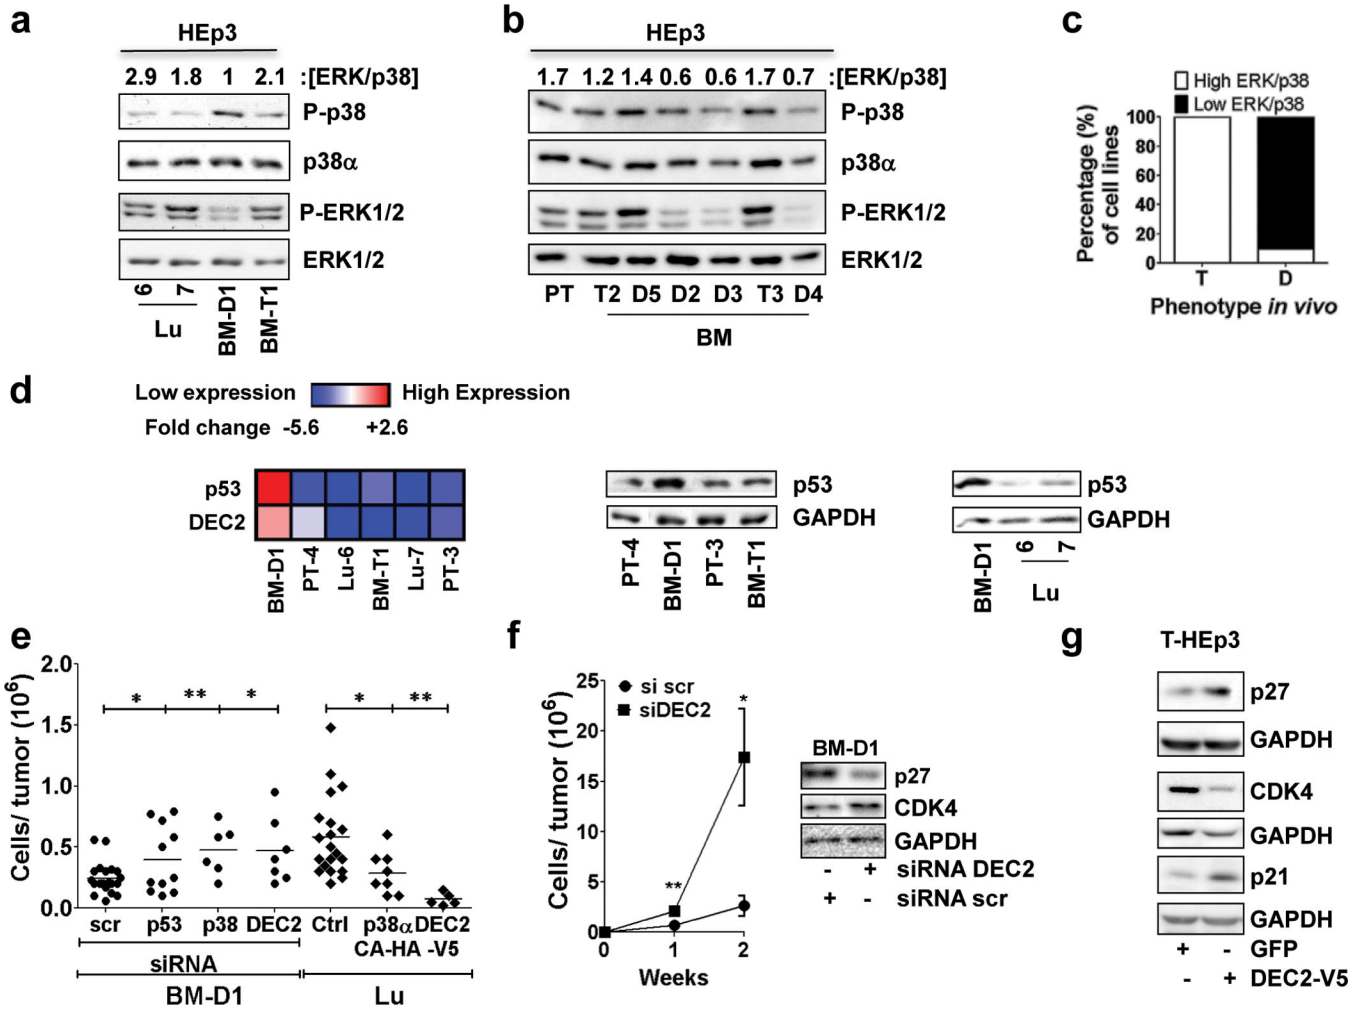 a
HEp3
2.9 1.8 1 2.1 :[ERK/p38]
P-p38
p38α
P-ERK1/2
ERK1/2
6 7 BM-D1 BM-T1
Lu
b
HEp3
1.7 1.2 1.4 0.6 0.6 1.7 0.7 :[ERK/p38]
P-p38
p38α
P-ERK1/2
ERK1/2
PT T2 D5 D2 D3 T3 D4
BM
c
High ERK/p38
Low ERK/p38
Percentage (%)
of cell lines
100
80
60
40
20
0
T D
Phenotype in vivo
d
Low expression High Expression
Fold change -5.6 +2.6
p53
DEC2
BM-D1 PT-4 Lu-6 BM-T1 Lu-7 PT-3
p53
GAPDH
PT-4 BM-D1 PT-3 BM-T1
p53
GAPDH
BM-D1 6 7
Lu
e
Cells/ tumor (10⁶)
2.0
1.5
1.0
0.5
0.0
* ** * * **
scr p53 p38 DEC2 Ctrl p38α DEC2
CA-HA -V5
siRNA
BM-D1 Lu
f
Cells/ tumor (10⁶)
25
20
15
10
5
0
si scr
siDEC2
*
**
0 1 2
Weeks
BM-D1
p27
CDK4
GAPDH
- + siRNA DEC2
+ - siRNA scr
g
T-HEp3
p27
GAPDH
CDK4
GAPDH
p21
GAPDH
+ - GFP
- + DEC2-V5